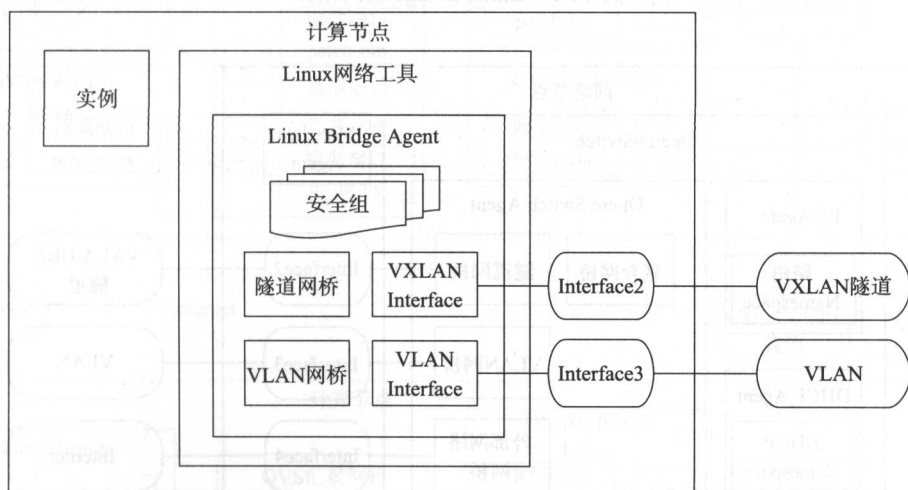 计算节点
Linux网络工具
实例
Linux Bridge Agent
安全组
隧道网桥
VXLAN
Interface
Interface2
VXLAN隧道
VLAN网桥
VLAN
Interface
Interface3
VLAN